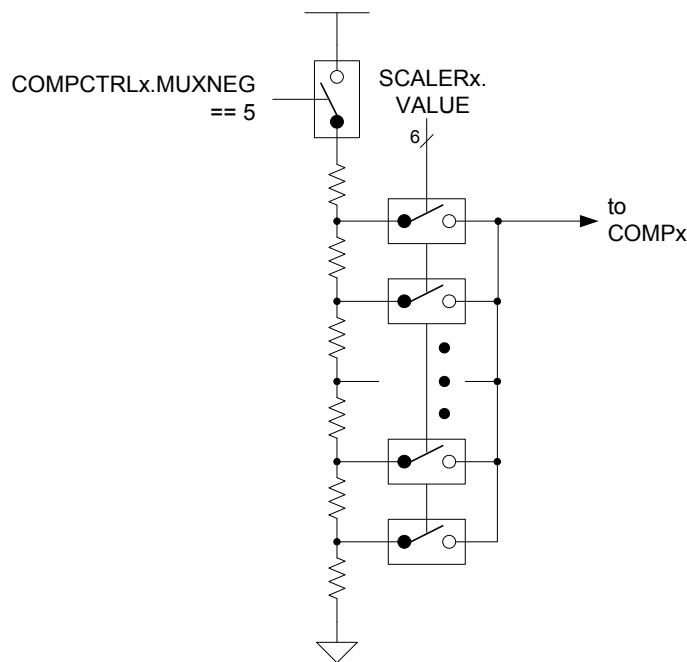 COMPCTRLx.MUXNEG
== 5
SCALERx.
VALUE
6
to
COMPx